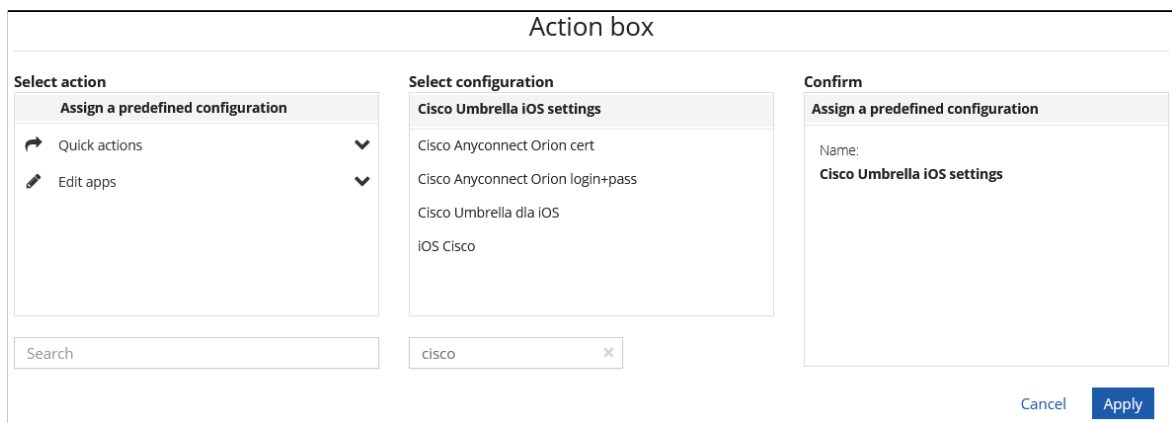 Action box
Select action
Assign a predefined configuration
Quick actions
Edit apps
Search
Select configuration
Cisco Umbrella iOS settings
Cisco Anyconnect Orion cert
Cisco Anyconnect Orion login+pass
Cisco Umbrella dla iOS
iOS Cisco
cisco
Confirm
Assign a predefined configuration
Name:
Cisco Umbrella iOS settings
Cancel
Apply